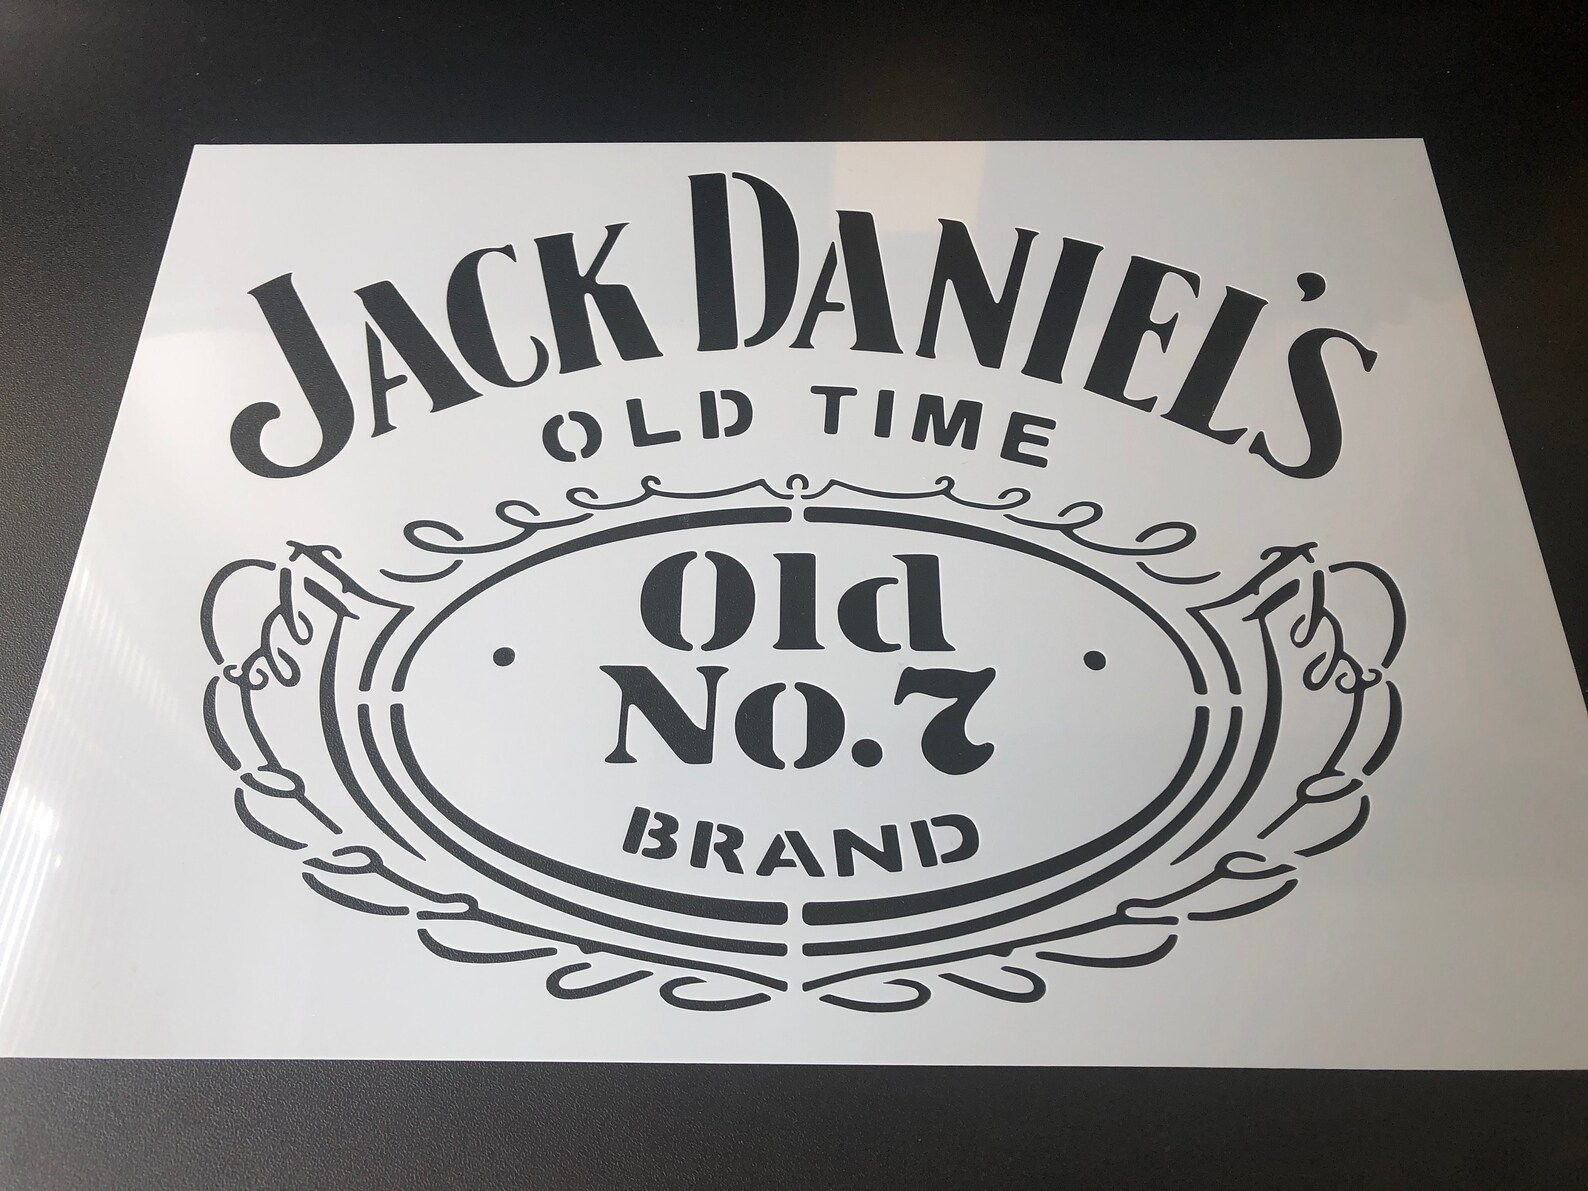 JACK DANIEL'S
OLD TIME
Old
No.7
BRAND